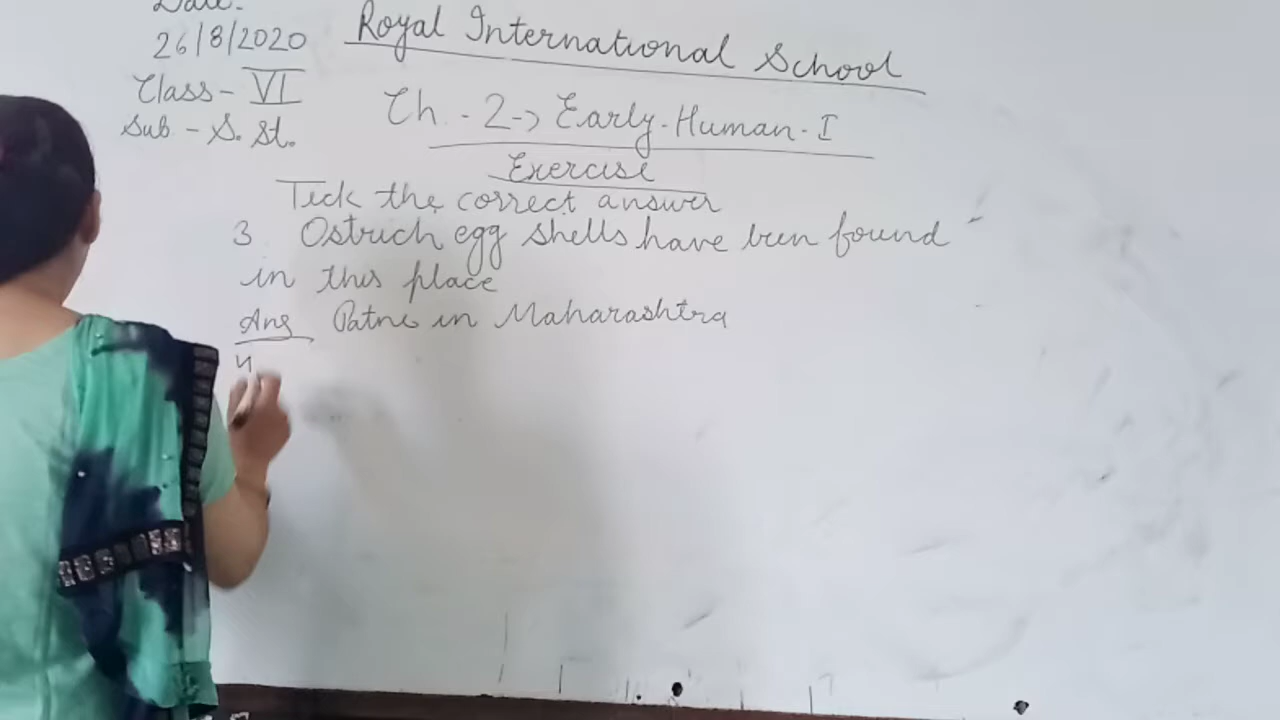 Date.
26/8/2020
Royal International School
Class - VI
Sub - S. St.
Ch. - 2 -> Early - Human - I
Exercise
Tick the correct answer
3 Ostrich egg shells have been found
in this place
Ans Patne in Maharashtra
4